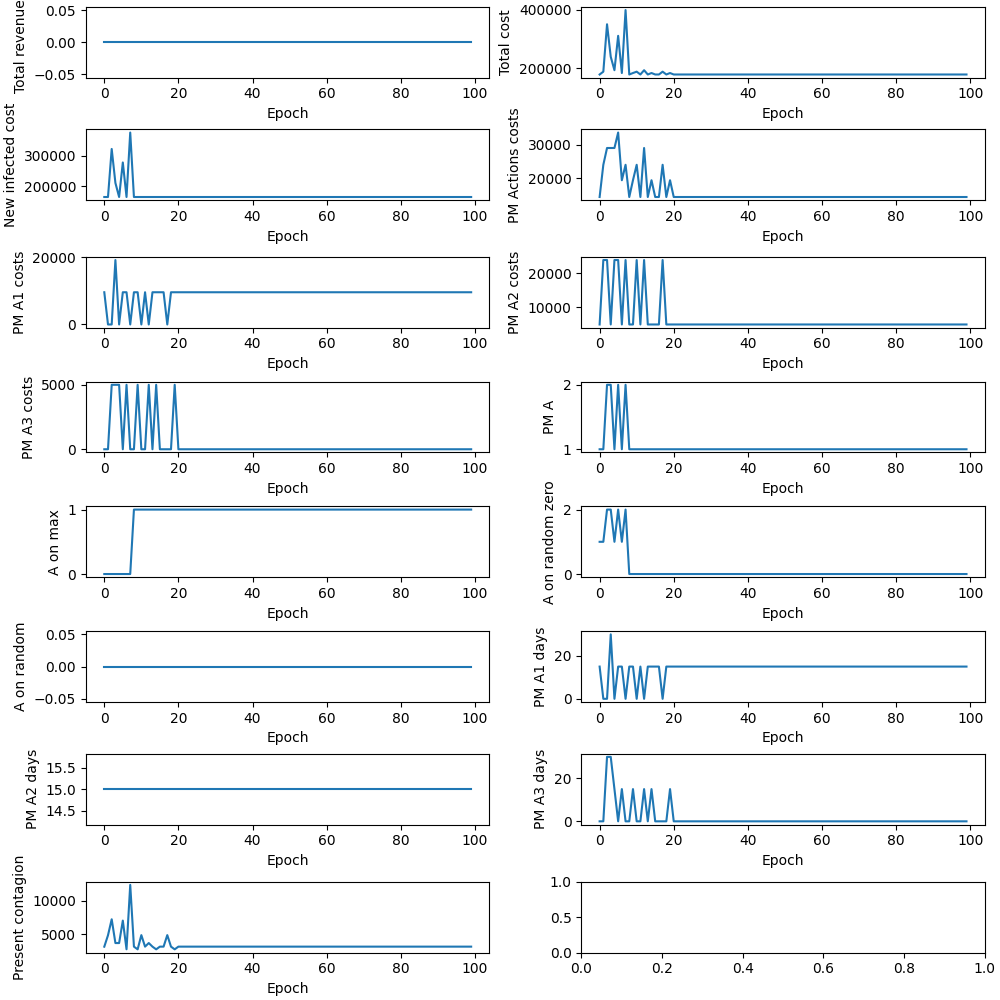 Total revenue
0.05
0.00
−0.05
0 20 40 60 80 100
Epoch
Total cost
400000
200000
0 20 40 60 80 100
Epoch
New infected cost
300000
200000
0 20 40 60 80 100
Epoch
PM Actions costs
30000
20000
0 20 40 60 80 100
Epoch
PM A1 costs
20000
0
0 20 40 60 80 100
Epoch
PM A2 costs
20000
10000
0 20 40 60 80 100
Epoch
PM A3 costs
5000
0
0 20 40 60 80 100
Epoch
PM A
2
1
0 20 40 60 80 100
Epoch
A on max
1
0
0 20 40 60 80 100
Epoch
A on random zero
2
0
0 20 40 60 80 100
Epoch
A on random
0.05
0.00
−0.05
0 20 40 60 80 100
Epoch
PM A1 days
20
0
0 20 40 60 80 100
Epoch
PM A2 days
15.5
15.0
14.5
0 20 40 60 80 100
Epoch
PM A3 days
20
0
0 20 40 60 80 100
Epoch
Present contagion
10000
5000
0 20 40 60 80 100
Epoch
1.0
0.5
0.0
0.0 0.2 0.4 0.6 0.8 1.0